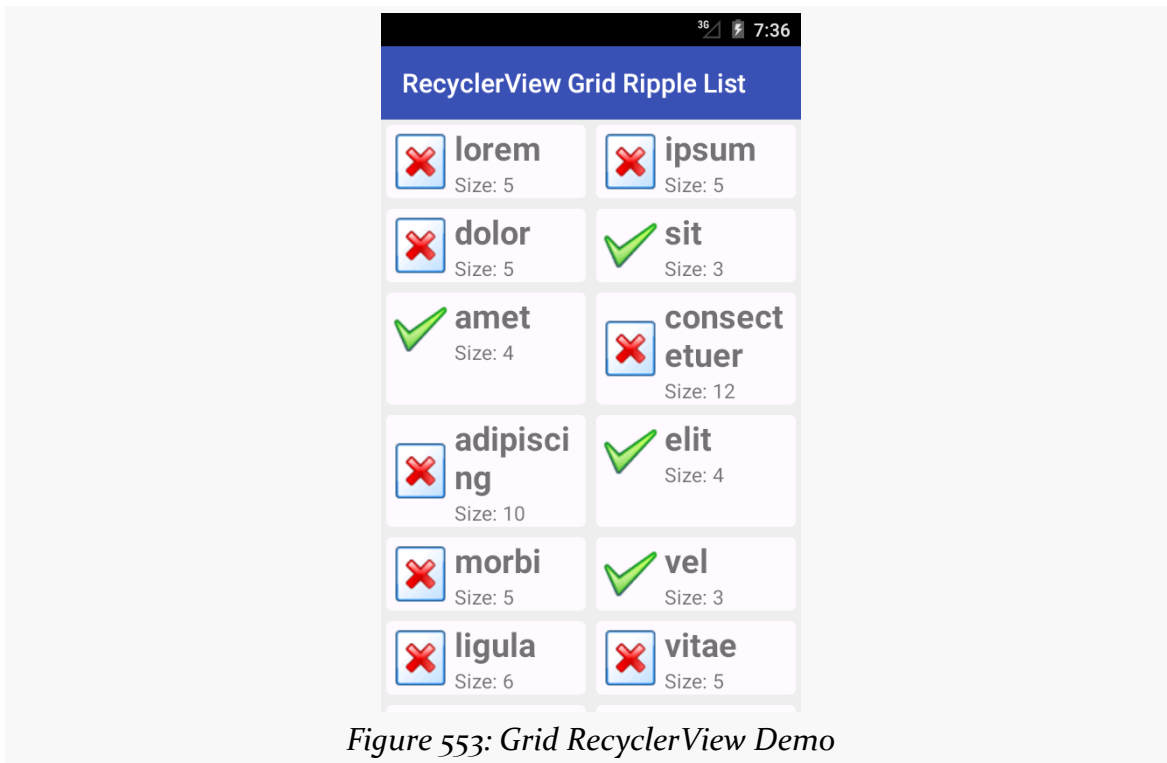 3G 7:36
RecyclerView Grid Ripple List
lorem
Size: 5
ipsum
Size: 5
dolor
Size: 5
sit
Size: 3
amet
Size: 4
consect
etuer
Size: 12
adipisci
ng
Size: 10
elit
Size: 4
morbi
Size: 5
vel
Size: 3
ligula
Size: 6
vitae
Size: 5
Figure 553: Grid RecyclerView Demo